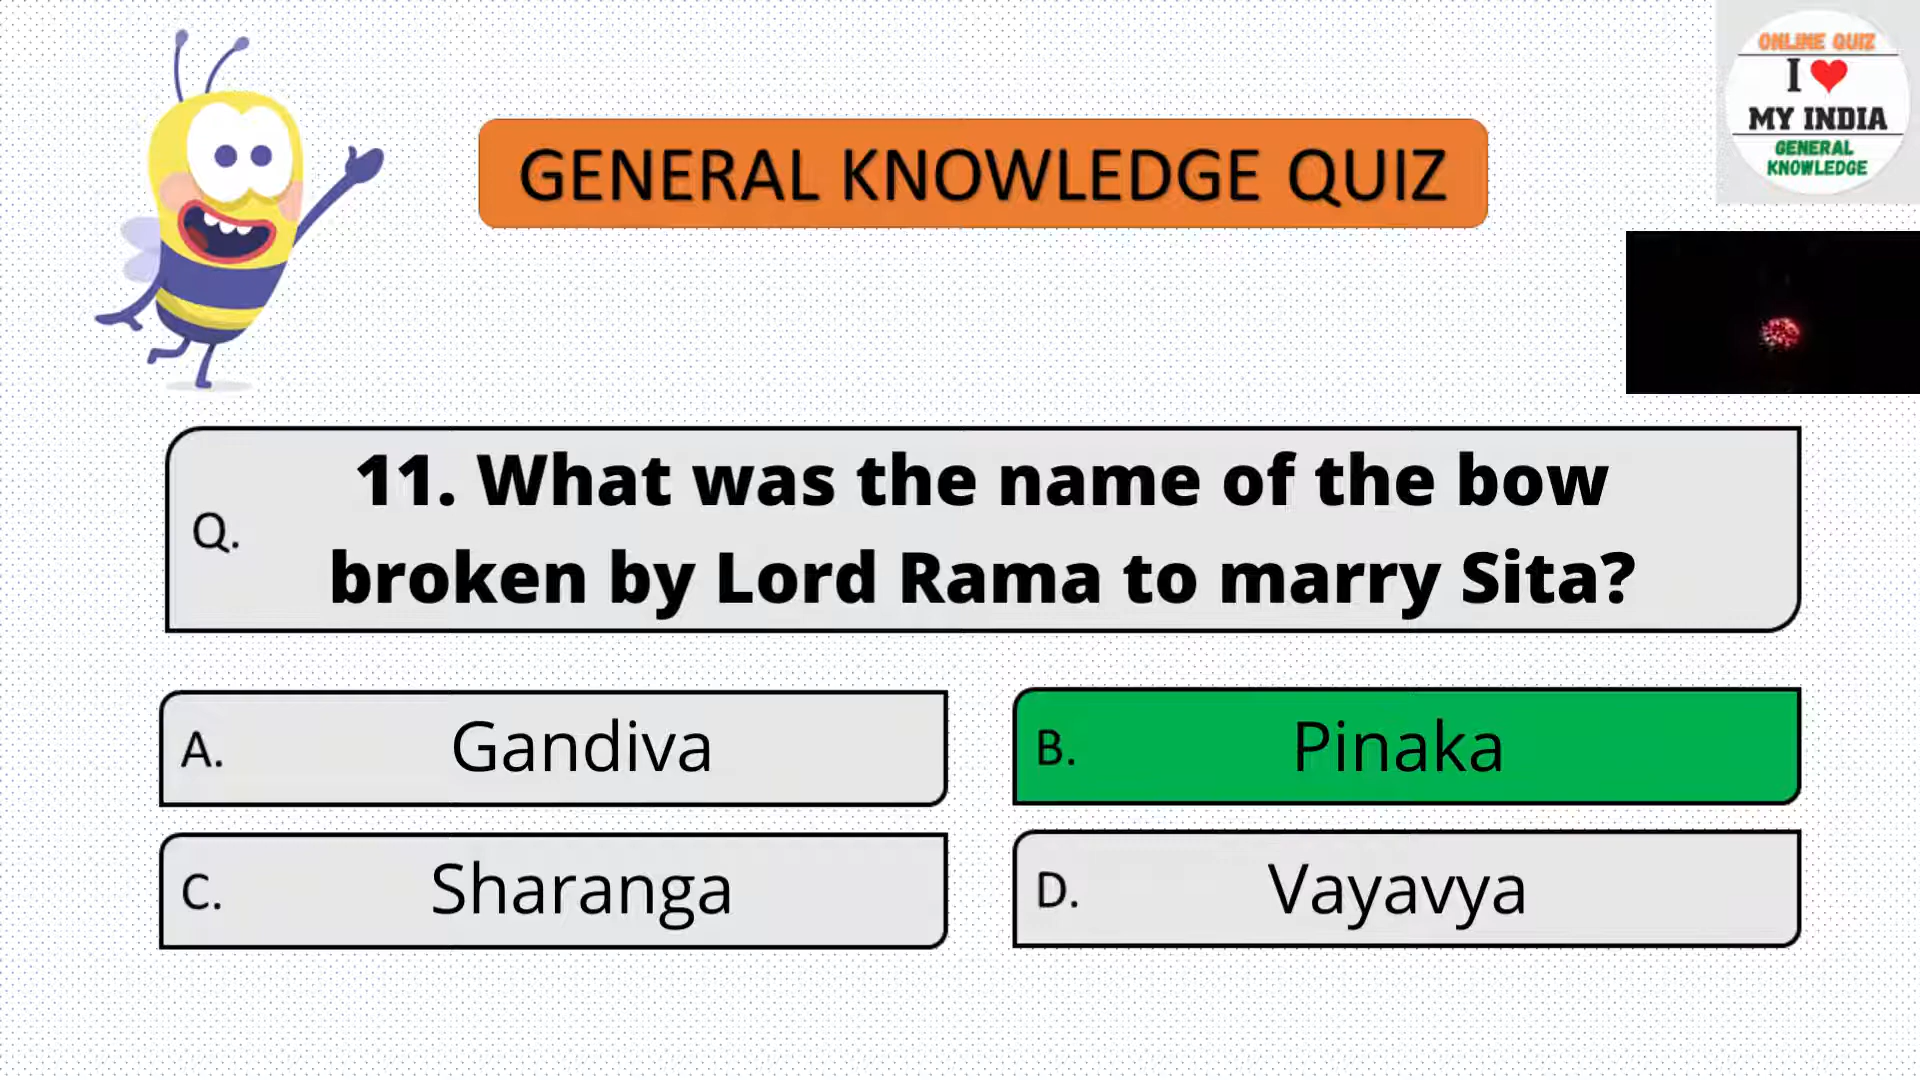 ONLINE QUIZ
I ❤
MY INDIA
GENERAL
KNOWLEDGE
GENERAL KNOWLEDGE QUIZ
Q.
11. What was the name of the bow
broken by Lord Rama to marry Sita?
A. Gandiva
B. Pinaka
C. Sharanga
D. Vayavya